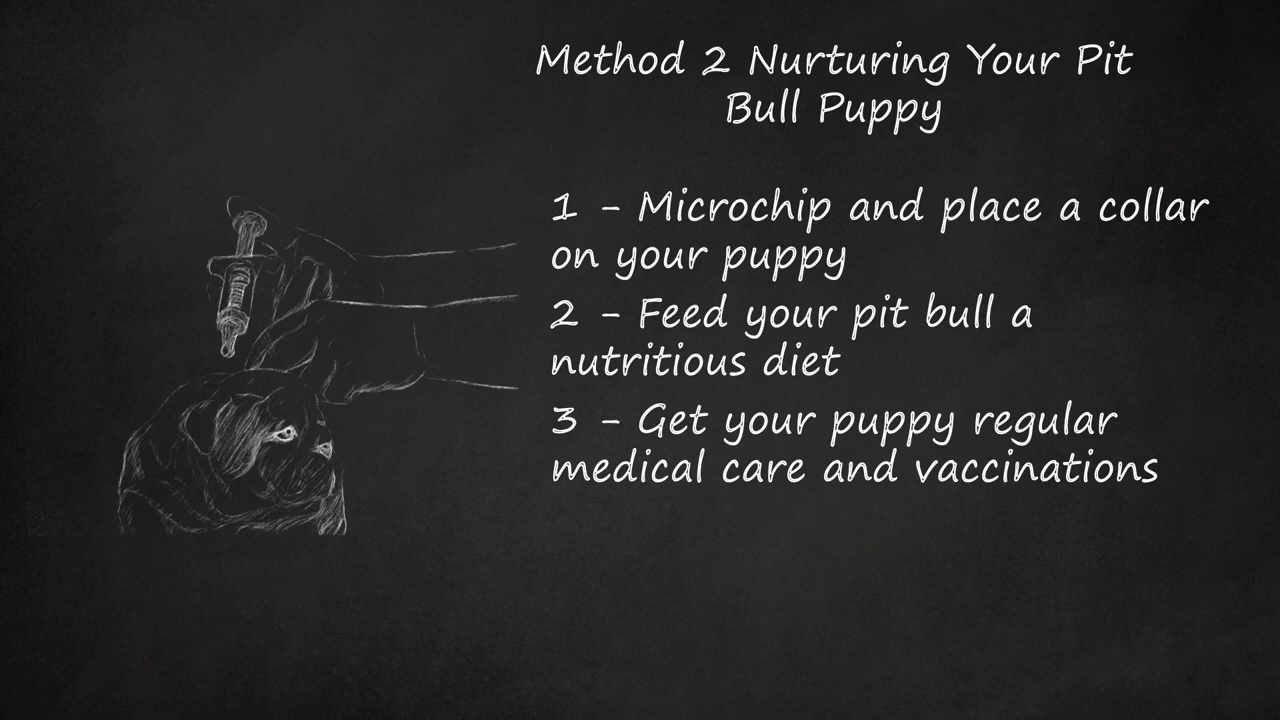 Method 2 Nurturing Your Pit
Bull Puppy
1 - Microchip and place a collar
on your puppy
2 - Feed your pit bull a
nutritious diet
3 - Get your puppy regular
medical care and vaccinations